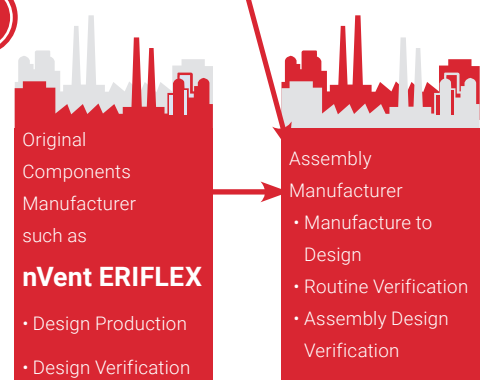 Original
Components
Manufacturer
such as
nVent ERIFLEX
• Design Production
• Design Verification
Assembly
Manufacturer
• Manufacture to
Design
• Routine Verification
• Assembly Design
Verification